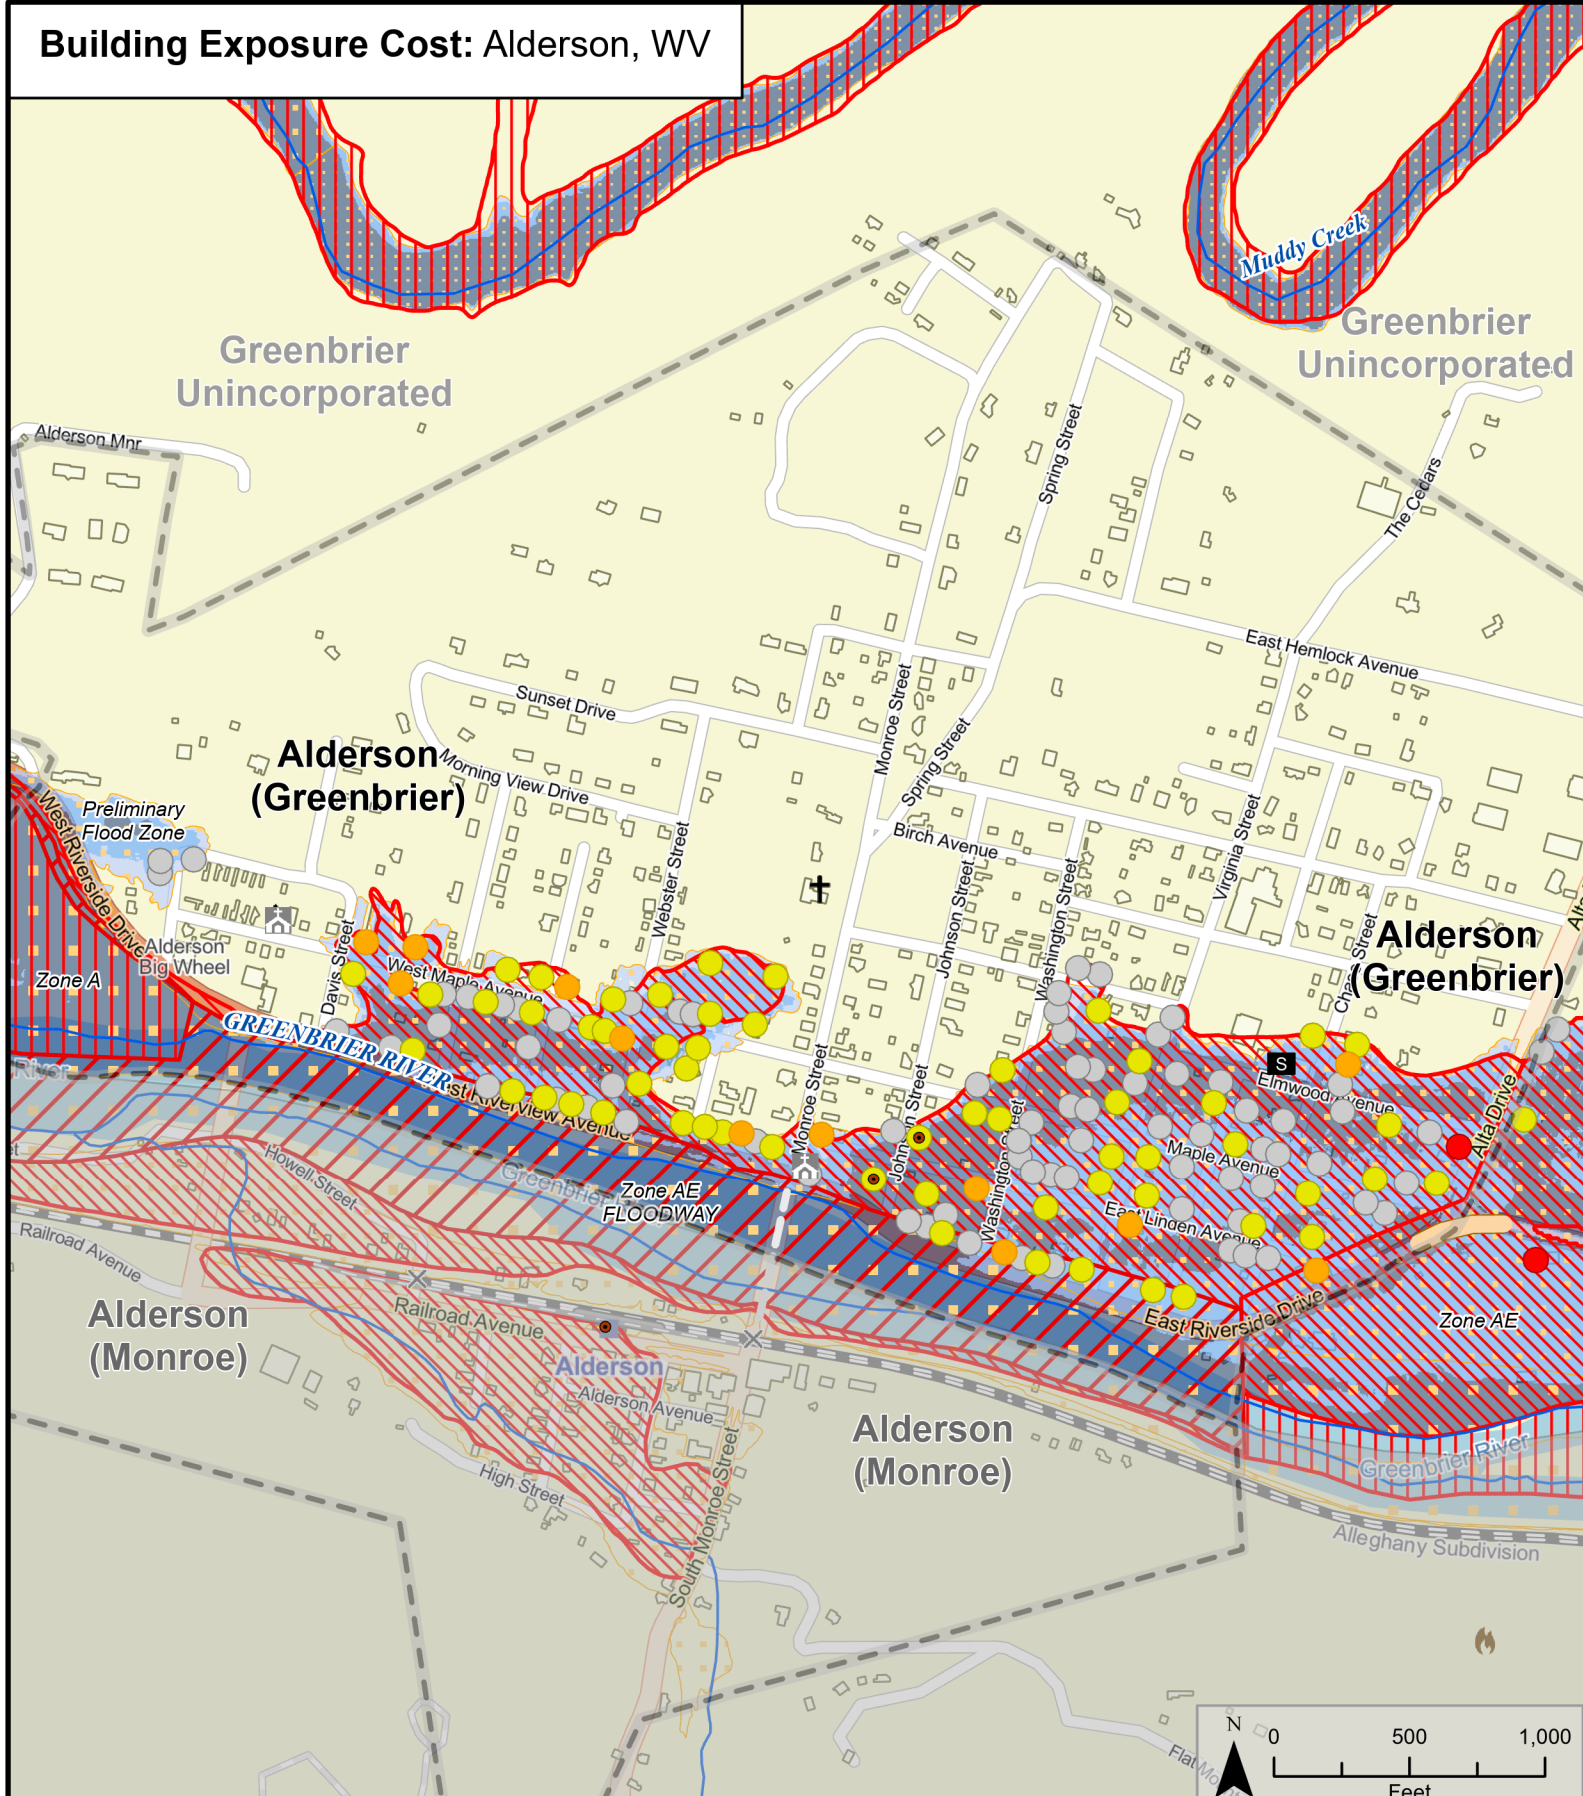 Building Exposure Cost: Alderson, WV
Muddy Creek
Greenbrier
Unincorporated
Greenbrier
Unincorporated
Alderson Mnr
Spring Street
The Cedars
East Hemlock Avenue
Sunset Drive
Monroe Street
Spring Street
Alderson
(Greenbrier)
Morning View Drive
Preliminary
Flood Zone
West Riverside Drive
Birch Avenue
Webster Street
Johnson Street
Washington Street
Virginia Street
Alderson
(Greenbrier)
Alderson
Big Wheel
Zone A
Davis Street
West Maple Avenue
GREENBRIER RIVER
River
Monroe Street
S
Elmwood Avenue
Alta Drive
Maple Avenue
Washington Street
East Linden Avenue
Howell Street
Greenbrier
Zone AE
FLOODWAY
Railroad Avenue
Railroad Avenue
East Riverside Drive
Zone AE
Alderson
(Monroe)
Alderson
Alderson Avenue
Alderson
(Monroe)
High Street
South Monroe Street
Greenbrier River
Alleghany Subdivision
N
0 500 1,000
Feet